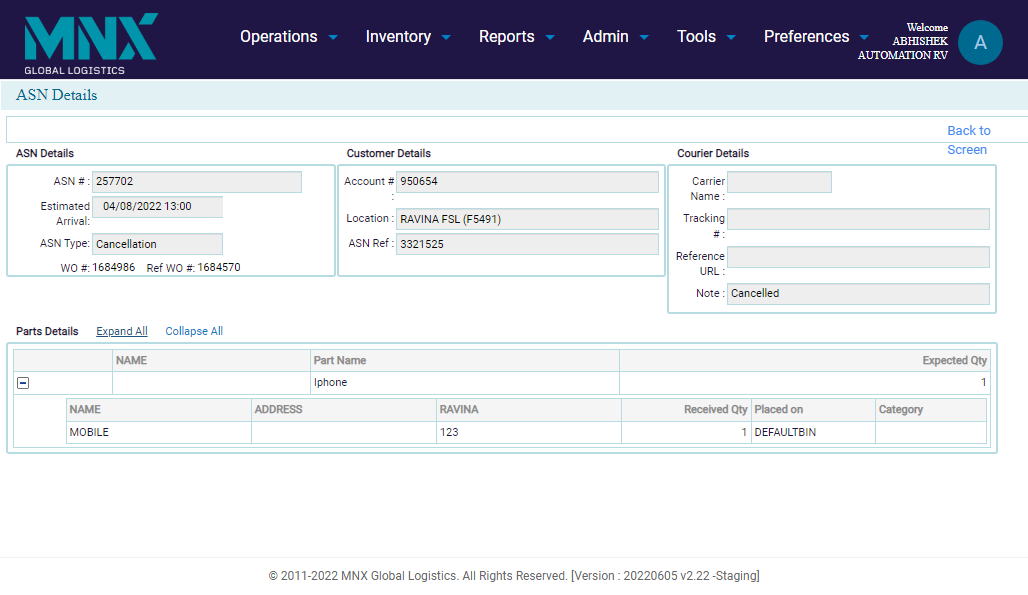 MNX
GLOBAL LOGISTICS
Operations Inventory Reports Admin Tools Preferences
Welcome
ABHISHEK
AUTOMATION RV
A
ASN Details
Back to
Screen
ASN Details
ASN # : 257702
Estimated
Arrival: 04/08/2022 13:00
ASN Type: Cancellation
WO #: 1684986 Ref WO #: 1684570
Customer Details
Account #
: 950654
Location : RAVINA FSL (F5491)
ASN Ref : 3321525
Courier Details
Carrier
Name :
Tracking
# :
Reference
URL :
Note : Cancelled
Parts Details Expand All Collapse All
NAME Part Name Expected Qty
Iphone 1
NAME ADDRESS RAVINA Received Qty Placed on Category
MOBILE 123 1 DEFAULTBIN
© 2011-2022 MNX Global Logistics. All Rights Reserved. [Version : 20220605 v2.22 -Staging]